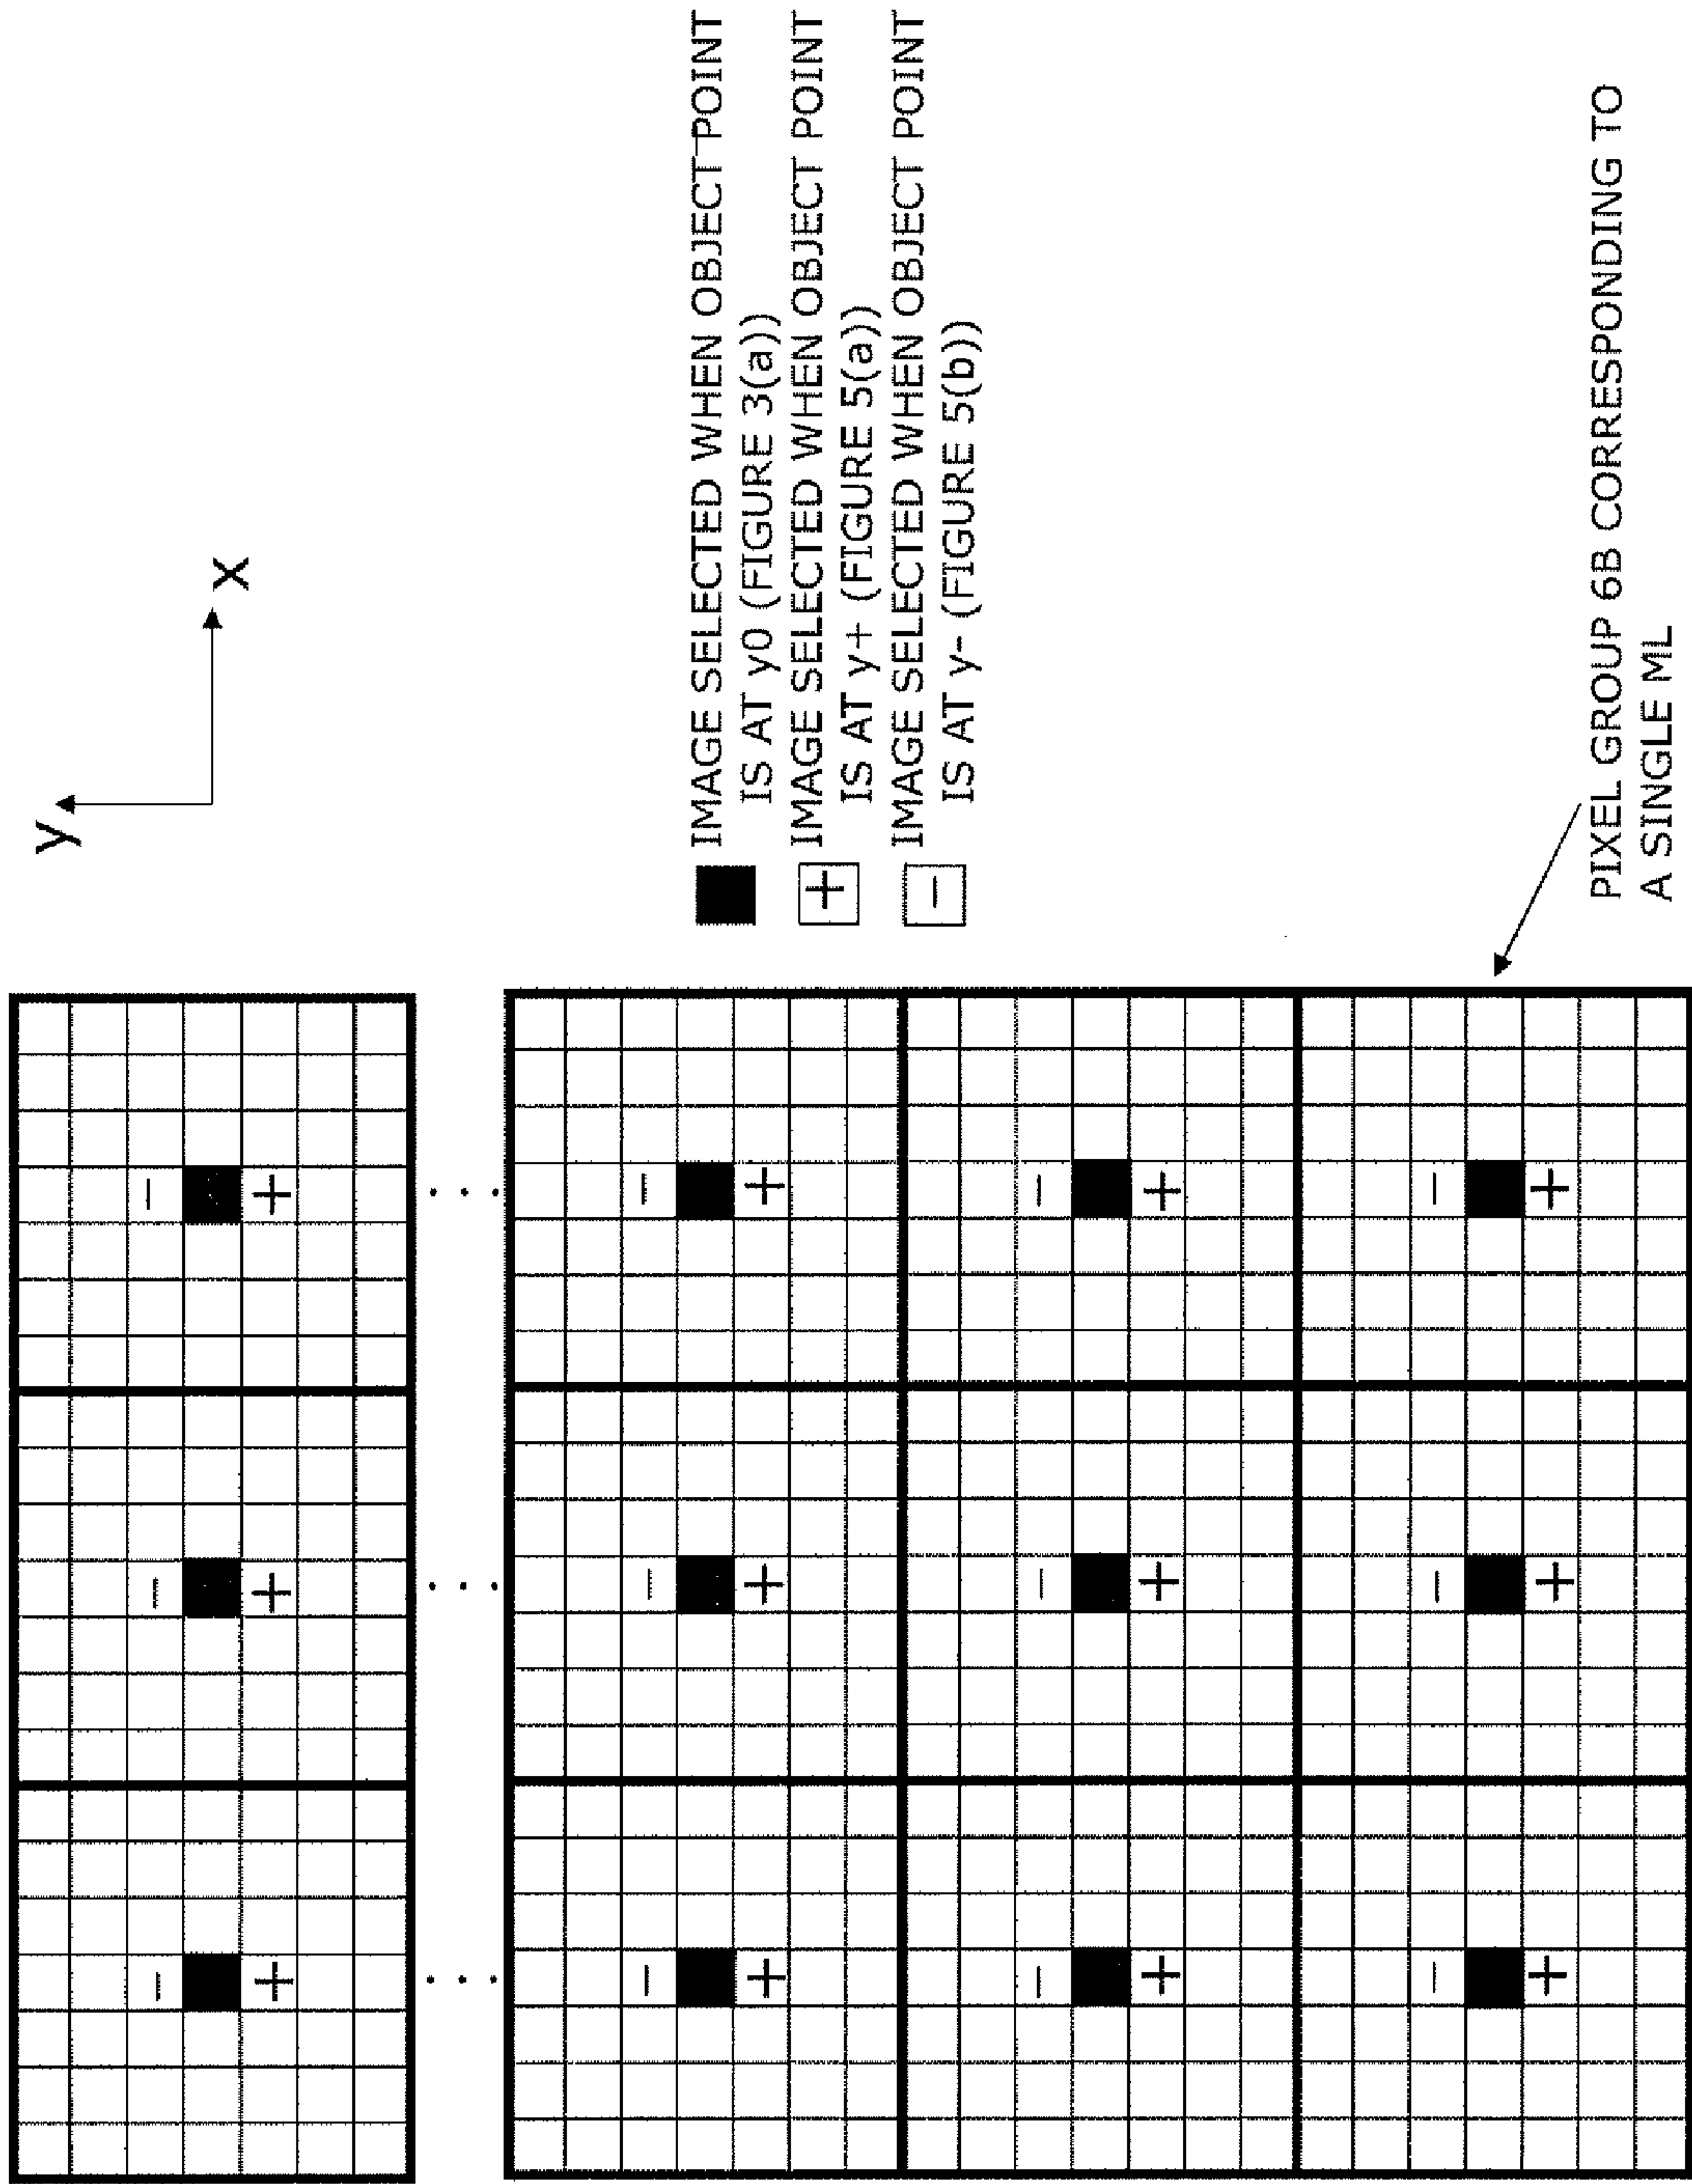 y
x
IMAGE SELECTED WHEN OBJECT POINT
IS AT y0 (FIGURE 3(a))
IMAGE SELECTED WHEN OBJECT POINT
IS AT y+ (FIGURE 5(a))
IMAGE SELECTED WHEN OBJECT POINT
IS AT y- (FIGURE 5(b))
PIXEL GROUP 6B CORRESPONDING TO
A SINGLE ML